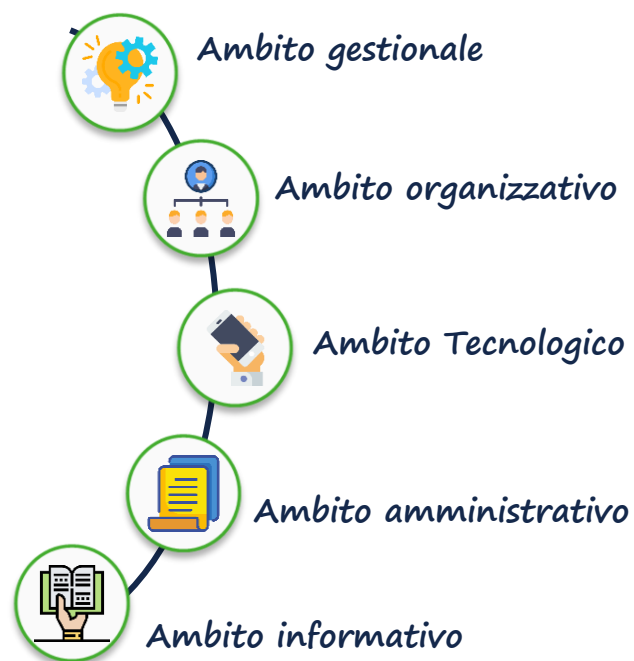 Ambito gestionale
Ambito organizzativo
Ambito Tecnologico
Ambito amministrativo
Ambito informativo